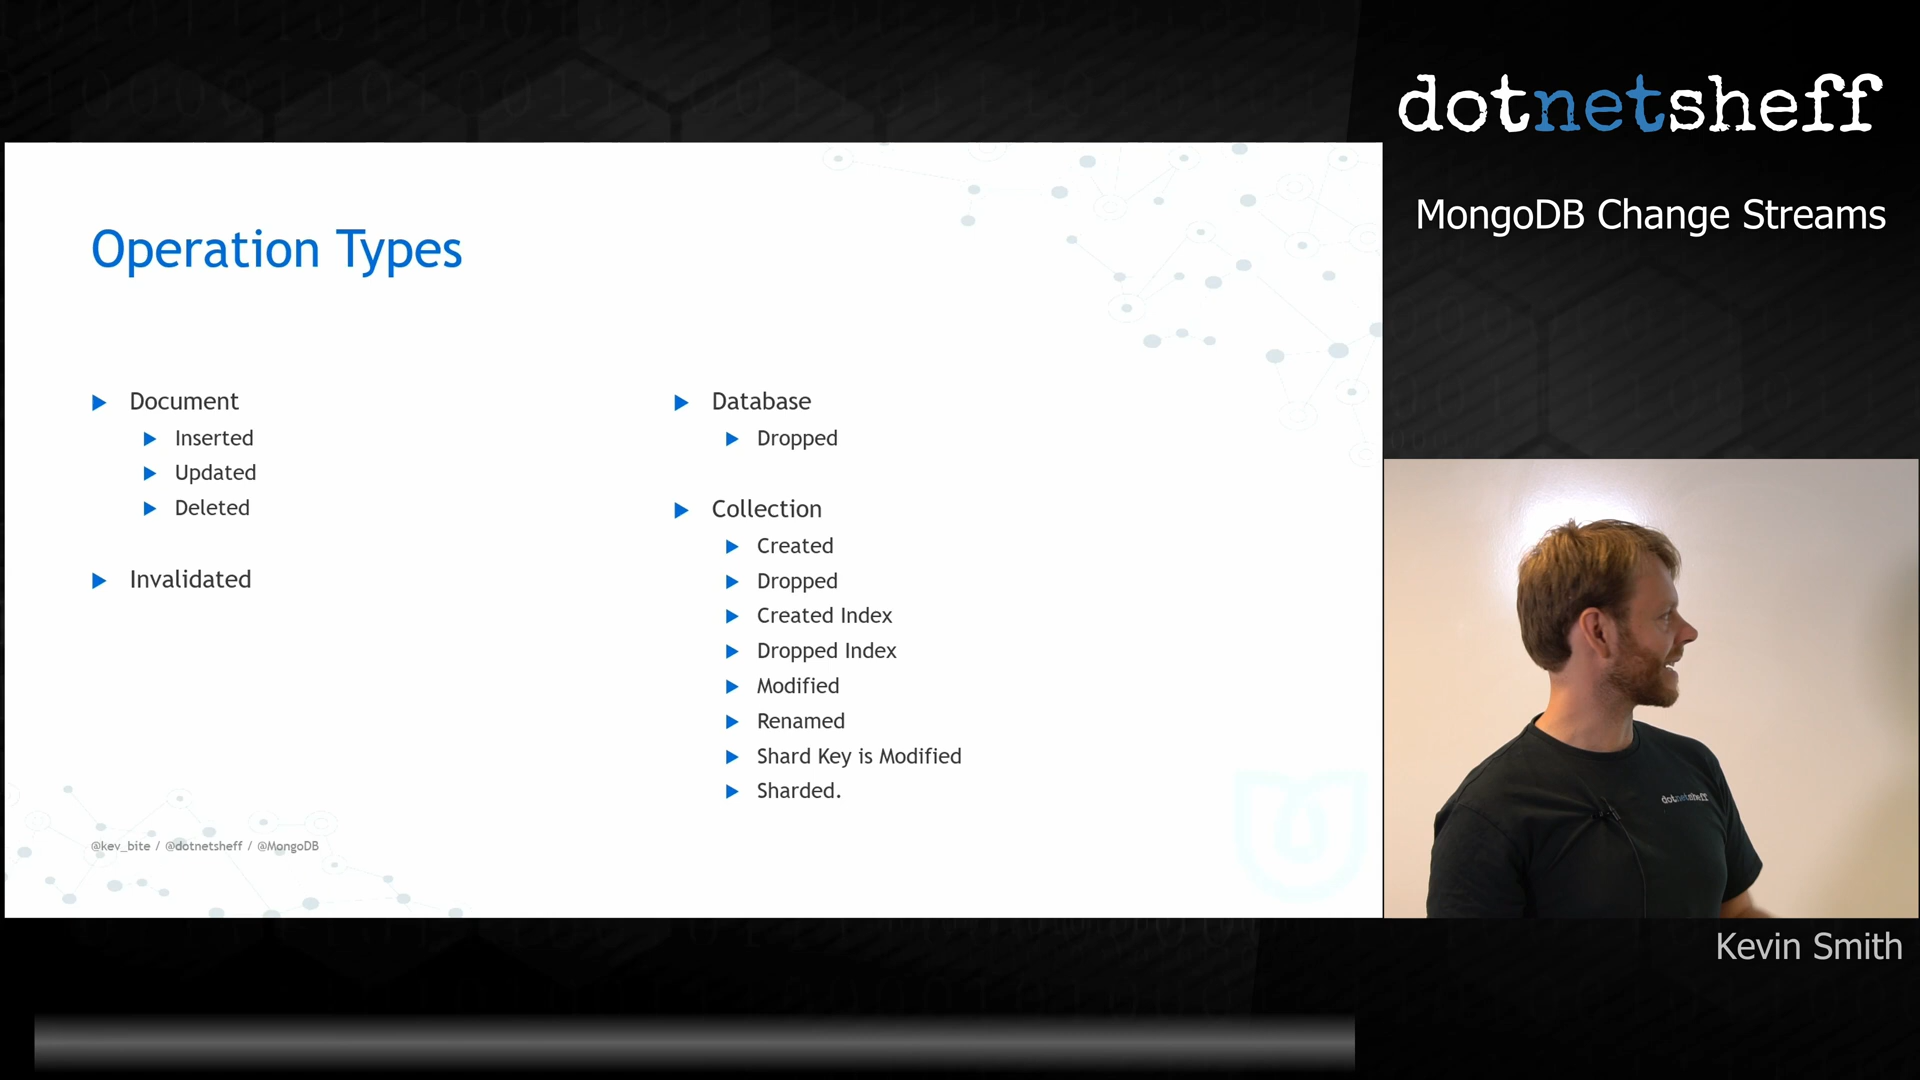 dotnetsheff
MongoDB Change Streams
Operation Types
Document
Inserted
Updated
Deleted
Invalidated
Database
Dropped
Collection
Created
Dropped
Created Index
Dropped Index
Modified
Renamed
Shard Key is Modified
Sharded.
@kev_bite / @dotnetsheff / @MongoDB
dotnetsheff
Kevin Smith